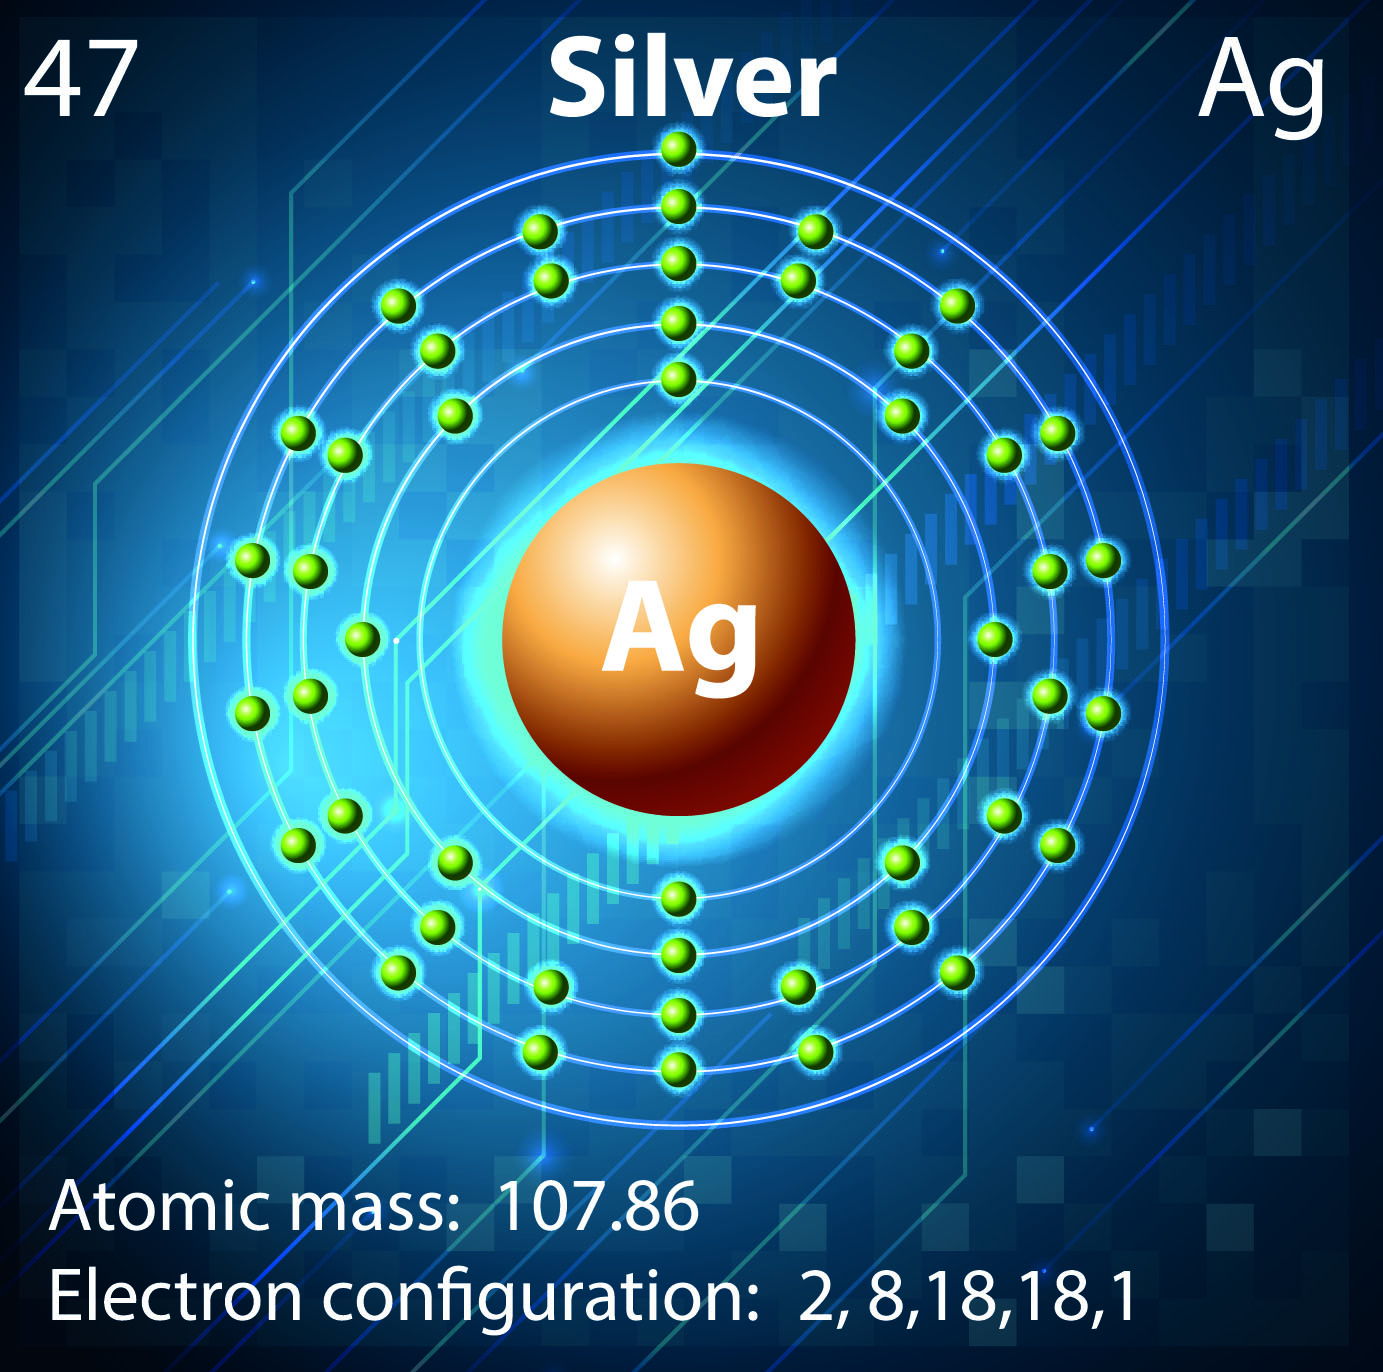 47 Silver Ag
Ag
Atomic mass: 107.86
Electron configuration: 2, 8,18,18,1